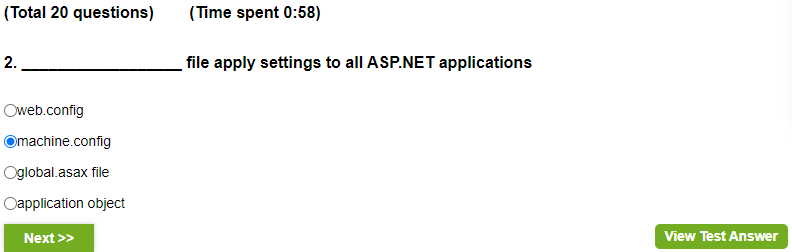 (Total 20 questions) (Time spent 0:58)
2. __________________ file apply settings to all ASP.NET applications
web.config
machine.config
global.asax file
application object
Next >> View Test Answer